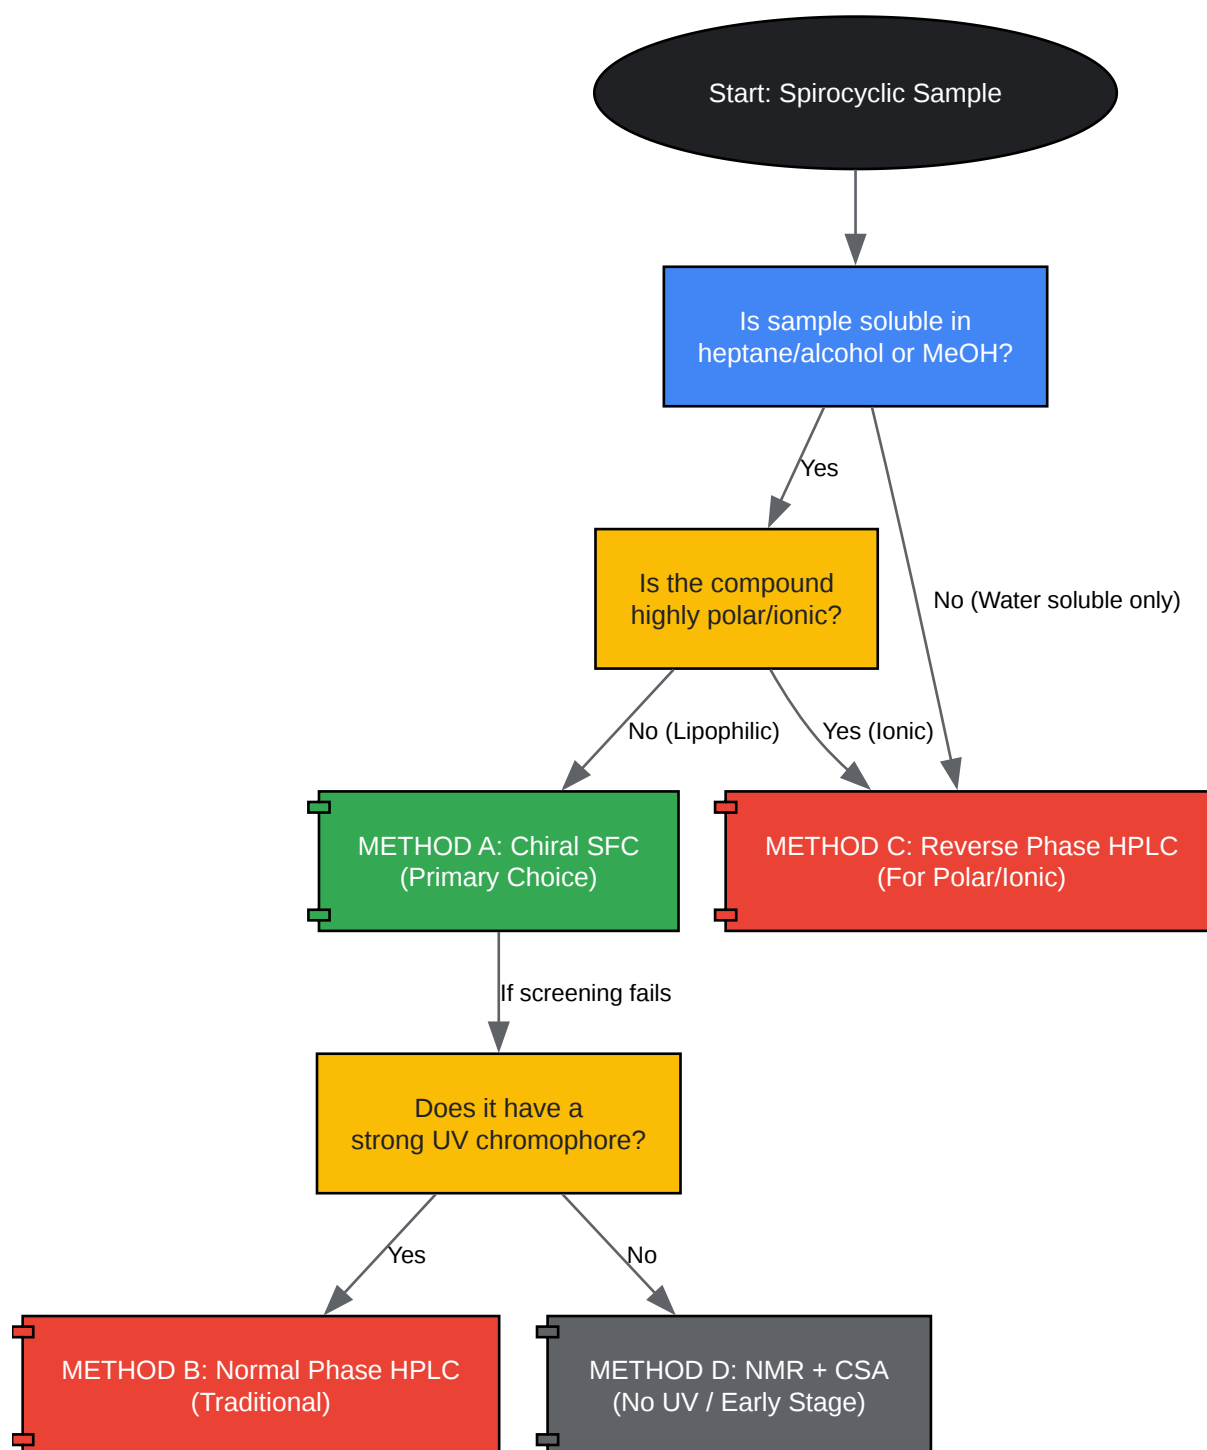 Start: Spirocyclic Sample
Is sample soluble in
heptane/alcohol or MeOH?
Yes
Is the compound
highly polar/ionic?
No (Water soluble only)
No (Lipophilic)
Yes (Ionic)
METHOD A: Chiral SFC
(Primary Choice)
METHOD C: Reverse Phase HPLC
(For Polar/Ionic)
If screening fails
Does it have a
strong UV chromophore?
Yes
No
METHOD B: Normal Phase HPLC
(Traditional)
METHOD D: NMR + CSA
(No UV / Early Stage)